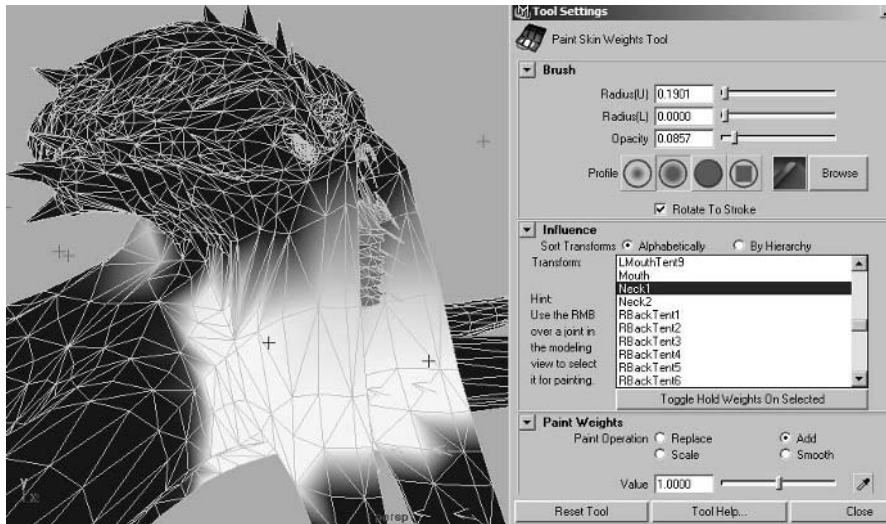 Tool Settings
Paint Skin Weights Tool
Brush
Radius(U) 0.1901
Radius(L) 0.0000
Opacity 0.0857
Profile Browse
Rotate To Stroke
Influence
Sort Transforms Alphabetically By Hierarchy
Transform: LMouthTent9
Mouth
Neck1
Hint: Neck2
Use the RMB RBackTent1
over a joint in RBackTent2
the modeling RBackTent3
view to select RBackTent4
it for painting. RBackTent5
RBackTent6
Toggle Hold Weights On Selected
Paint Weights
Paint Operation Replace Add
Scale Smooth
Value 1.0000
Reset Tool Tool Help... Close
persp